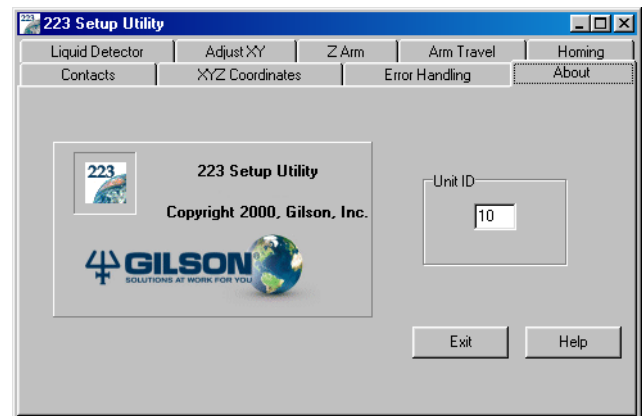 223 223 Setup Utility
Liquid Detector Adjust XY Z Arm Arm Travel Homing
Contacts XYZ Coordinates Error Handling About
223
223 Setup Utility
Copyright 2000, Gilson, Inc.
GILSON
SOLUTIONS AT WORK FOR YOU
Unit ID
10
Exit Help